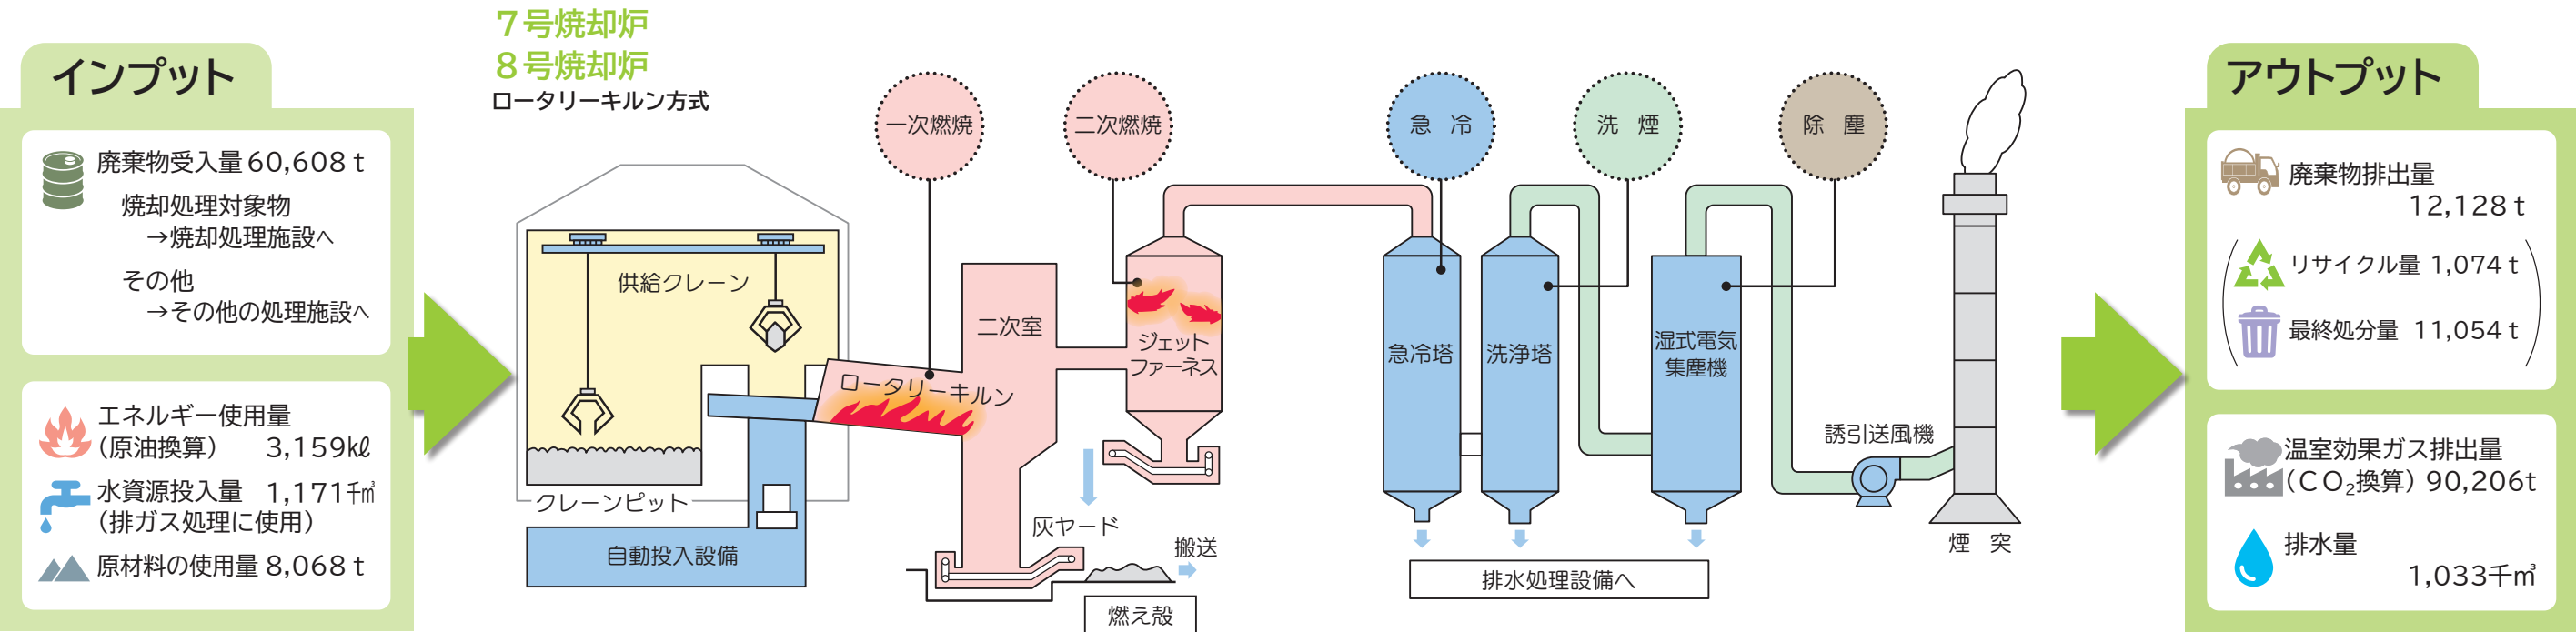 インプット
廃棄物受入量 60,608 t
焼却処理対象物
→焼却処理施設へ
その他
→その他の処理施設へ
エネルギー使用量
(原油換算) 3,159㎘
水資源投入量 1,171千㎥
(排ガス処理に使用)
原材料の使用量 8,068 t
7号焼却炉
8号焼却炉
ロータリーキルン方式
一次燃焼
二次燃焼
急 冷
洗 煙
除 塵
供給クレーン
クレーンピット
自動投入設備
ロータリーキルン
二次室
ジェット
ファーネス
灰ヤード
搬送
燃え殻
急冷塔
洗浄塔
湿式電気
集塵機
排水処理設備へ
誘引送風機
煙 突
アウトプット
廃棄物排出量
12,128 t
リサイクル量 1,074 t
最終処分量 11,054 t
温室効果ガス排出量
(CO₂換算) 90,206t
排水量
1,033千㎥